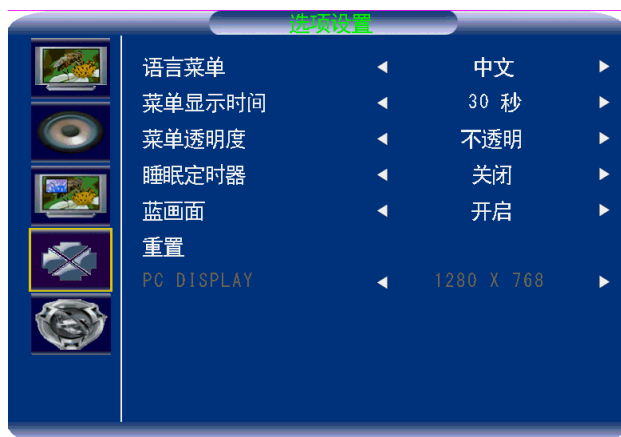 选项设置
语言菜单 ◀ 中文 ▶
菜单显示时间 ◀ 30 秒 ▶
菜单透明度 ◀ 不透明 ▶
睡眠定时器 ◀ 关闭 ▶
蓝画面 ◀ 开启 ▶
重置
PC DISPLAY ◀ 1280 X 768 ▶